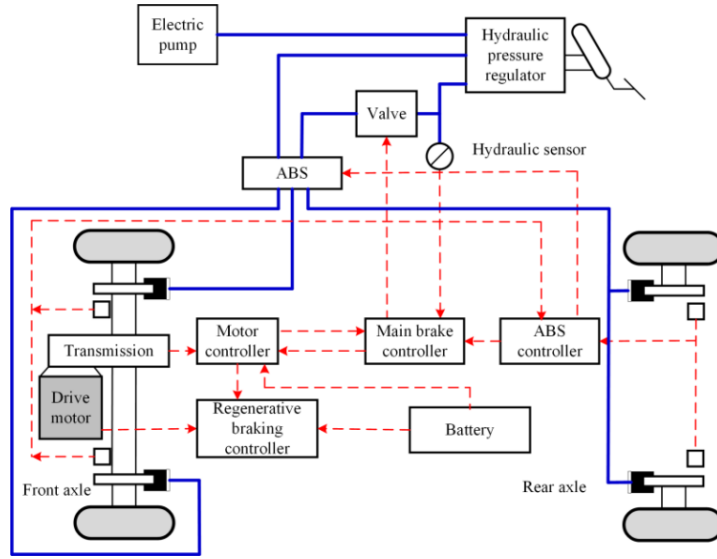 Electric
pump
Hydraulic
pressure
regulator
Valve
Hydraulic sensor
ABS
Transmission
Motor
controller
Main brake
controller
ABS
controller
Drive
motor
Regenerative
braking
controller
Battery
Front axle
Rear axle